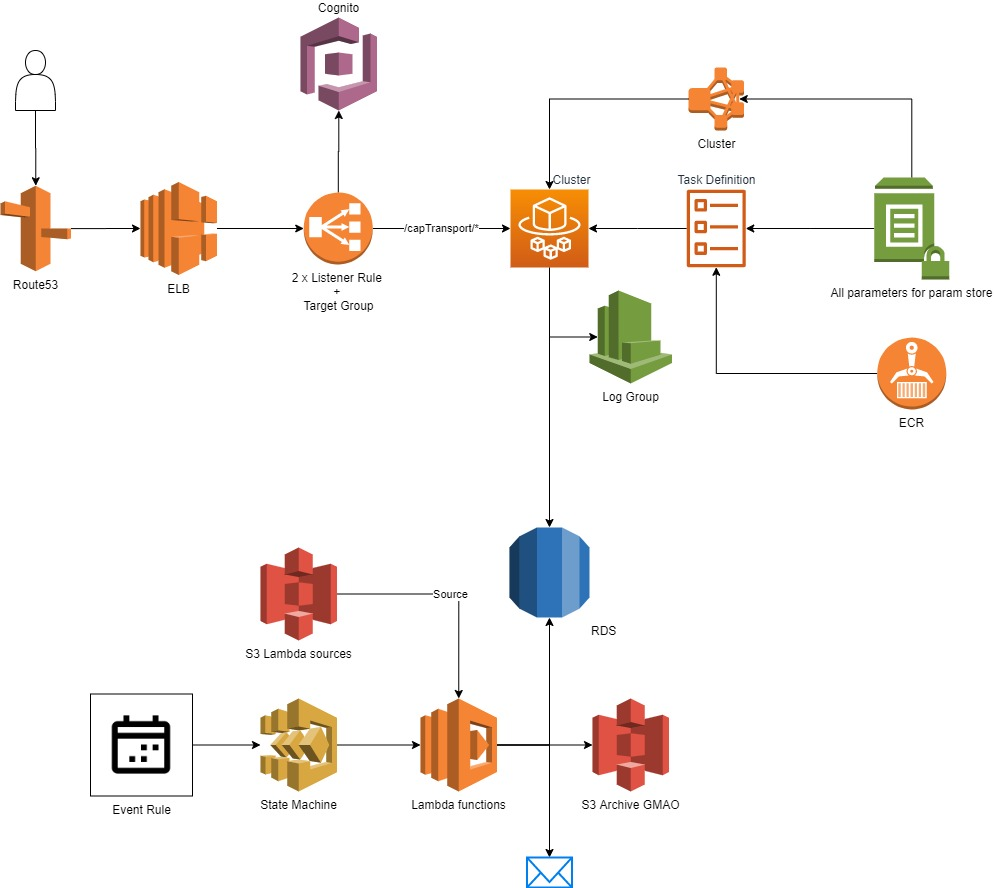 Cognito
Cluster
Cluster
Task Definition
/capTransport/*
Route53
ELB
2 x Listener Rule
+
Target Group
All parameters for param store
Log Group
ECR
Source
RDS
S3 Lambda sources
Event Rule
State Machine
Lambda functions
S3 Archive GMAO